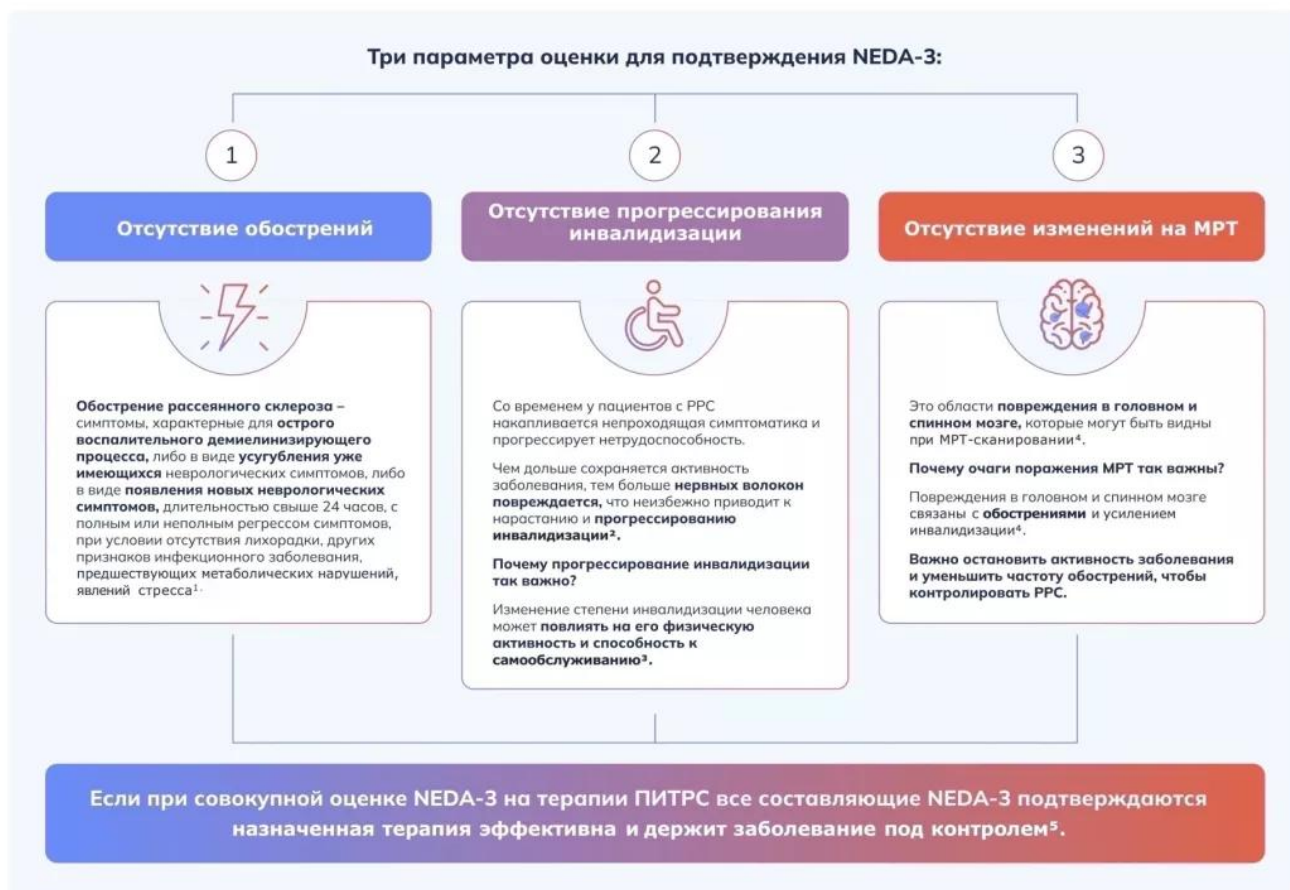 Три параметра оценки для подтверждения NEDA-3:
1
Отсутствие обострений
Обострение рассеянного склероза –
симптомы, характерные для острого
воспалительного демиелинизирующего
процесса, либо в виде усугубления уже
имеющихся неврологических симптомов, либо
в виде появления новых неврологических
симптомов, длительностью свыше 24 часов, с
полным или неполным регрессом симптомов,
при условии отсутствия лихорадки, других
признаков инфекционного заболевания,
предшествующих метаболических нарушений,
явлений стресса¹.
2
Отсутствие прогрессирования
инвалидизации
Со временем у пациентов с РРС
накапливается непроходящая симптоматика и
прогрессирует нетрудоспособность.
Чем дольше сохраняется активность
заболевания, тем больше нервных волокон
повреждается, что неизбежно приводит к
нарастанию и прогрессированию
инвалидизации².
Почему прогрессирование инвалидизации
так важно?
Изменение степени инвалидизации человека
может повлиять на его физическую
активность и способность к
самообслуживанию³.
3
Отсутствие изменений на МРТ
Это области повреждения в головном и
спинном мозге, которые могут быть видны
при МРТ-сканировании⁴.
Почему очаги поражения МРТ так важны?
Повреждения в головном и спинном мозге
связаны с обострениями и усилением
инвалидизации⁴.
Важно остановить активность заболевания
и уменьшить частоту обострений, чтобы
контролировать РРС.
Если при совокупной оценке NEDA-3 на терапии ПИТРС все составляющие NEDA-3 подтверждаются
назначенная терапия эффективна и держит заболевание под контролем⁵.